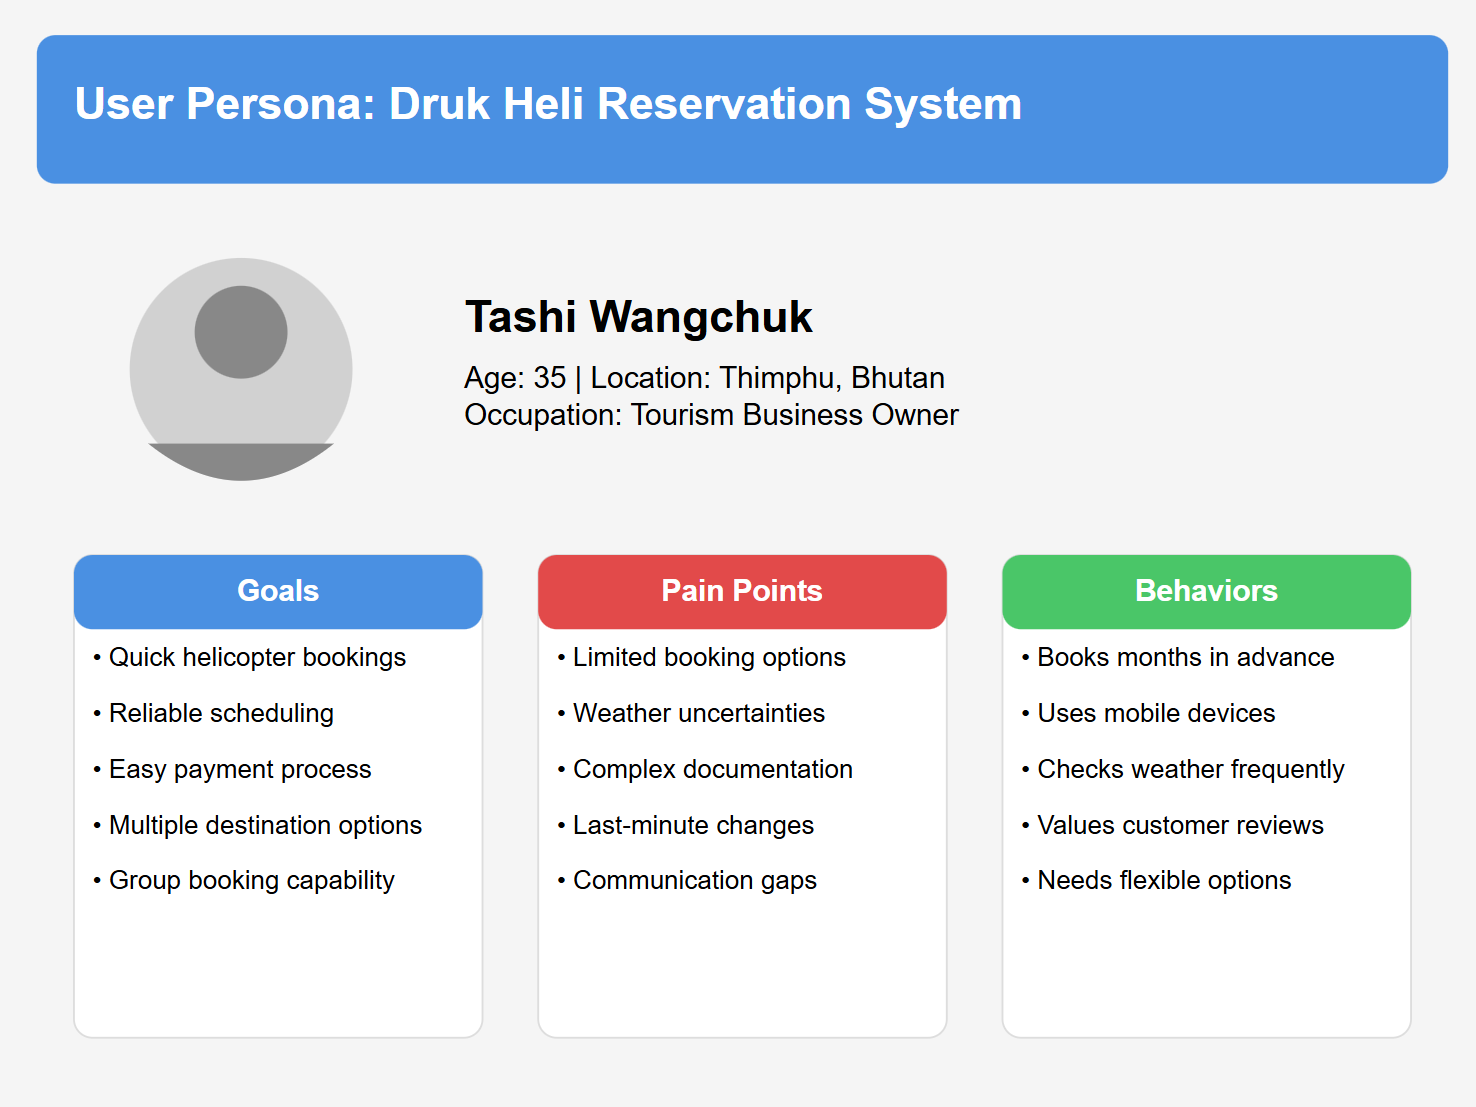 User Persona: Druk Heli Reservation System
Tashi Wangchuk
Age: 35 | Location: Thimphu, Bhutan
Occupation: Tourism Business Owner
Goals
• Quick helicopter bookings
• Reliable scheduling
• Easy payment process
• Multiple destination options
• Group booking capability
Pain Points
• Limited booking options
• Weather uncertainties
• Complex documentation
• Last-minute changes
• Communication gaps
Behaviors
• Books months in advance
• Uses mobile devices
• Checks weather frequently
• Values customer reviews
• Needs flexible options